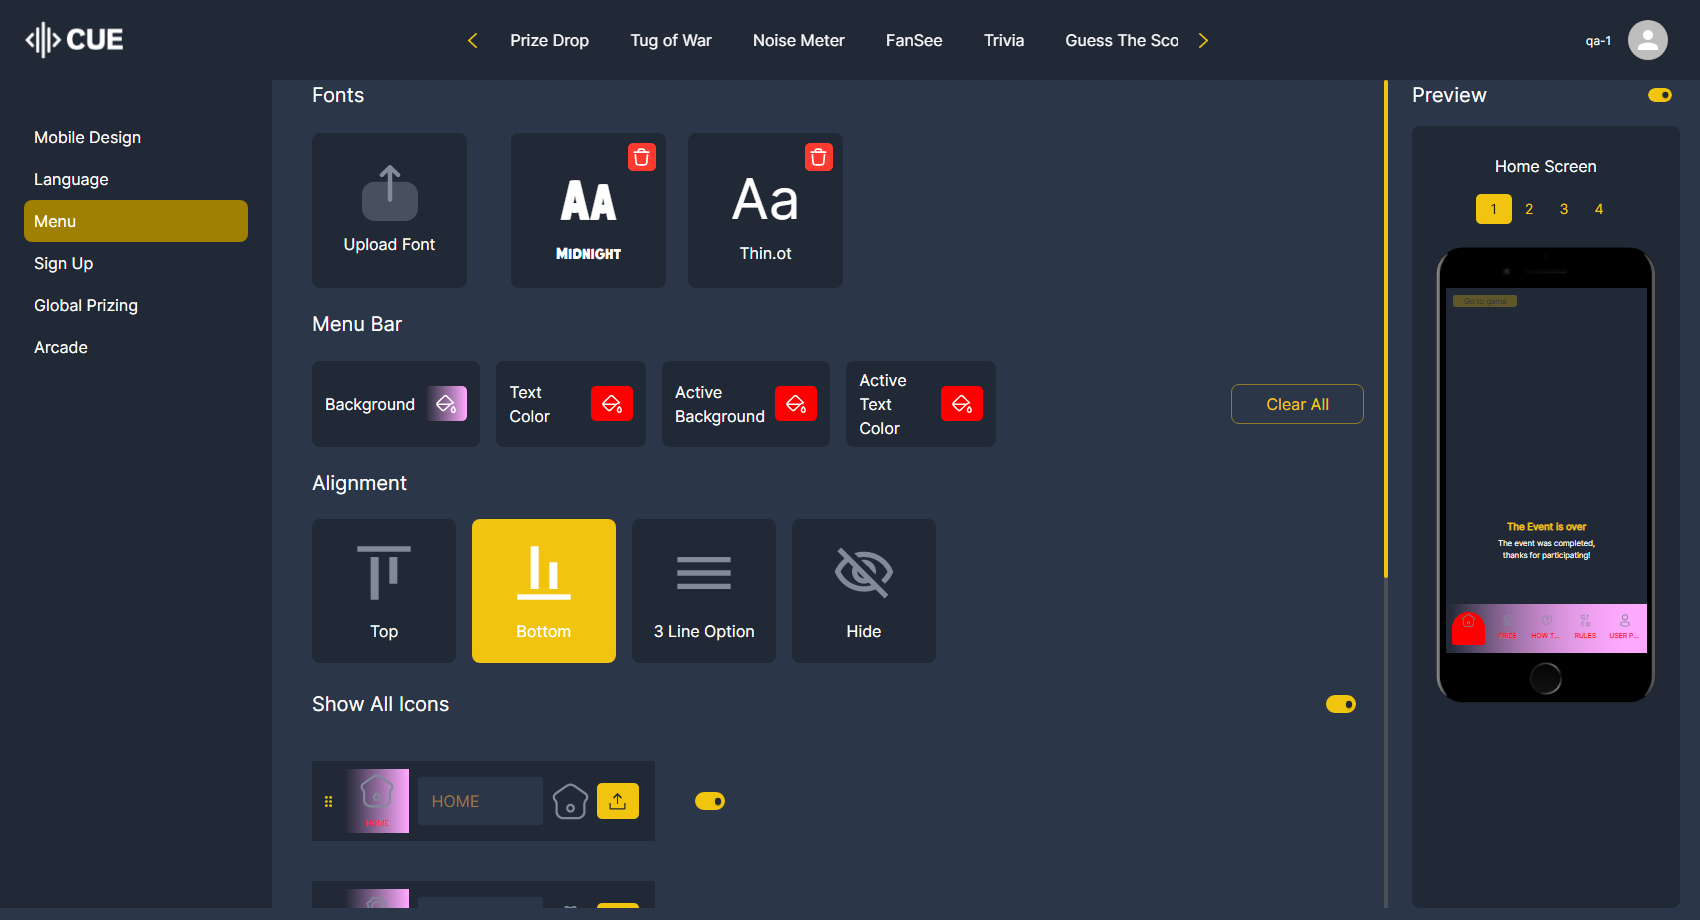 CUE
Prize Drop
Tug of War
Noise Meter
FanSee
Trivia
Guess The Sco
qa-1
Mobile Design
Language
Menu
Sign Up
Global Prizing
Arcade
Fonts
Upload Font
AA
MIDNIGHT
Aa
Thin.ot
Menu Bar
Background
Text
Color
Active
Background
Active
Text
Color
Clear All
Alignment
Top
Bottom
3 Line Option
Hide
Show All Icons
HOME
HOME
Preview
Home Screen
1 2 3 4
Go to game
The Event is over
The event was completed,
thanks for participating!
PRIZE
HOW T...
RULES
USER P...